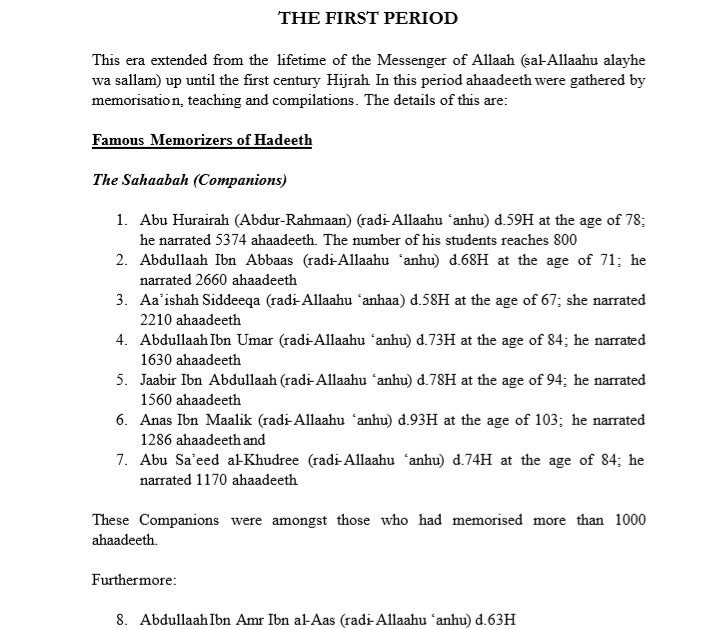 THE FIRST PERIOD
This era extended from the lifetime of the Messenger of Allaah (sal-Allaahu alayhe
wa sallam) up until the first century Hijrah. In this period ahaadeeth were gathered by
memorisation, teaching and compilations. The details of this are:
Famous Memorizers of Hadeeth
The Sahaabah (Companions)
1. Abu Hurairah (Abdur-Rahmaan) (radi-Allaahu ‘anhu) d.59H at the age of 78;
he narrated 5374 ahaadeeth. The number of his students reaches 800
2. Abdullaah Ibn Abbaas (radi-Allaahu ‘anhu) d.68H at the age of 71; he
narrated 2660 ahaadeeth
3. Aa’ishah Siddeeqa (radi-Allaahu ‘anhaa) d.58H at the age of 67; she narrated
2210 ahaadeeth
4. Abdullaah Ibn Umar (radi-Allaahu ‘anhu) d.73H at the age of 84; he narrated
1630 ahaadeeth
5. Jaabir Ibn Abdullaah (radi-Allaahu ‘anhu) d.78H at the age of 94; he narrated
1560 ahaadeeth
6. Anas Ibn Maalik (radi-Allaahu ‘anhu) d.93H at the age of 103; he narrated
1286 ahaadeeth and
7. Abu Sa’eed al-Khudree (radi-Allaahu ‘anhu) d.74H at the age of 84; he
narrated 1170 ahaadeeth
These Companions were amongst those who had memorised more than 1000
ahaadeeth.
Furthermore:
8. Abdullaah Ibn Amr Ibn al-Aas (radi-Allaahu ‘anhu) d.63H